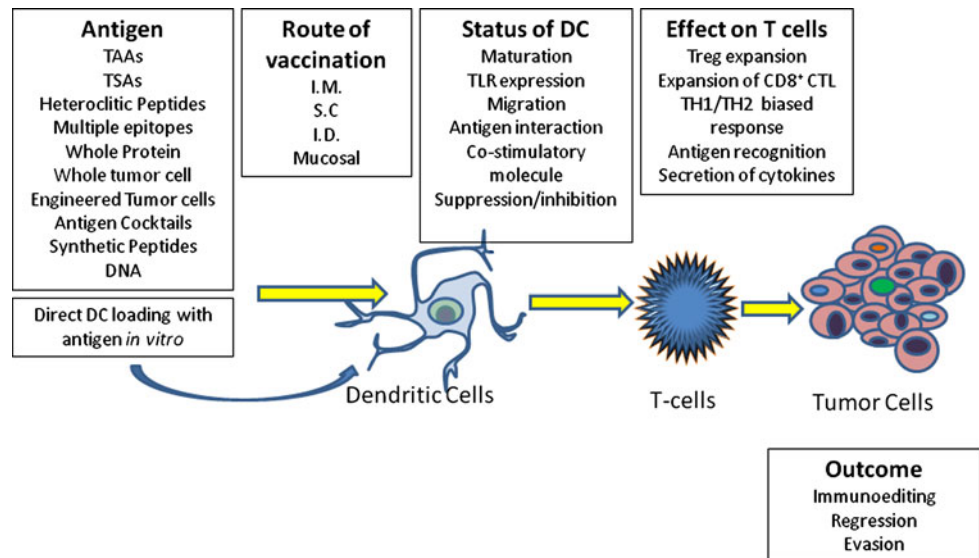 Antigen
TAAs
TSAs
Heteroclitic Peptides
Multiple epitopes
Whole Protein
Whole tumor cell
Engineered Tumor cells
Antigen Cocktails
Synthetic Peptides
DNA
Direct DC loading with
antigen in vitro
Route of
vaccination
I.M.
S.C
I.D.
Mucosal
Status of DC
Maturation
TLR expression
Migration
Antigen interaction
Co-stimulatory
molecule
Suppression/inhibition
Effect on T cells
Treg expansion
Expansion of CD8⁺ CTL
TH1/TH2 biased
response
Antigen recognition
Secretion of cytokines
Dendritic Cells
T-cells
Tumor Cells
Outcome
Immunoediting
Regression
Evasion